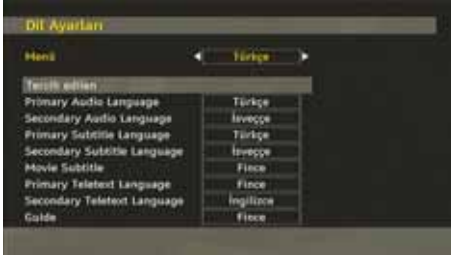 Dil Ayarları
Menü Türkçe
Tercih edilen
Primary Audio Language Türkçe
Secondary Audio Language İsveççe
Primary Subtitle Language Türkçe
Secondary Subtitle Language İsveççe
Movie Subtitle Fince
Primary Teletext Language Fince
Secondary Teletext Language İngilizce
Guide Fince